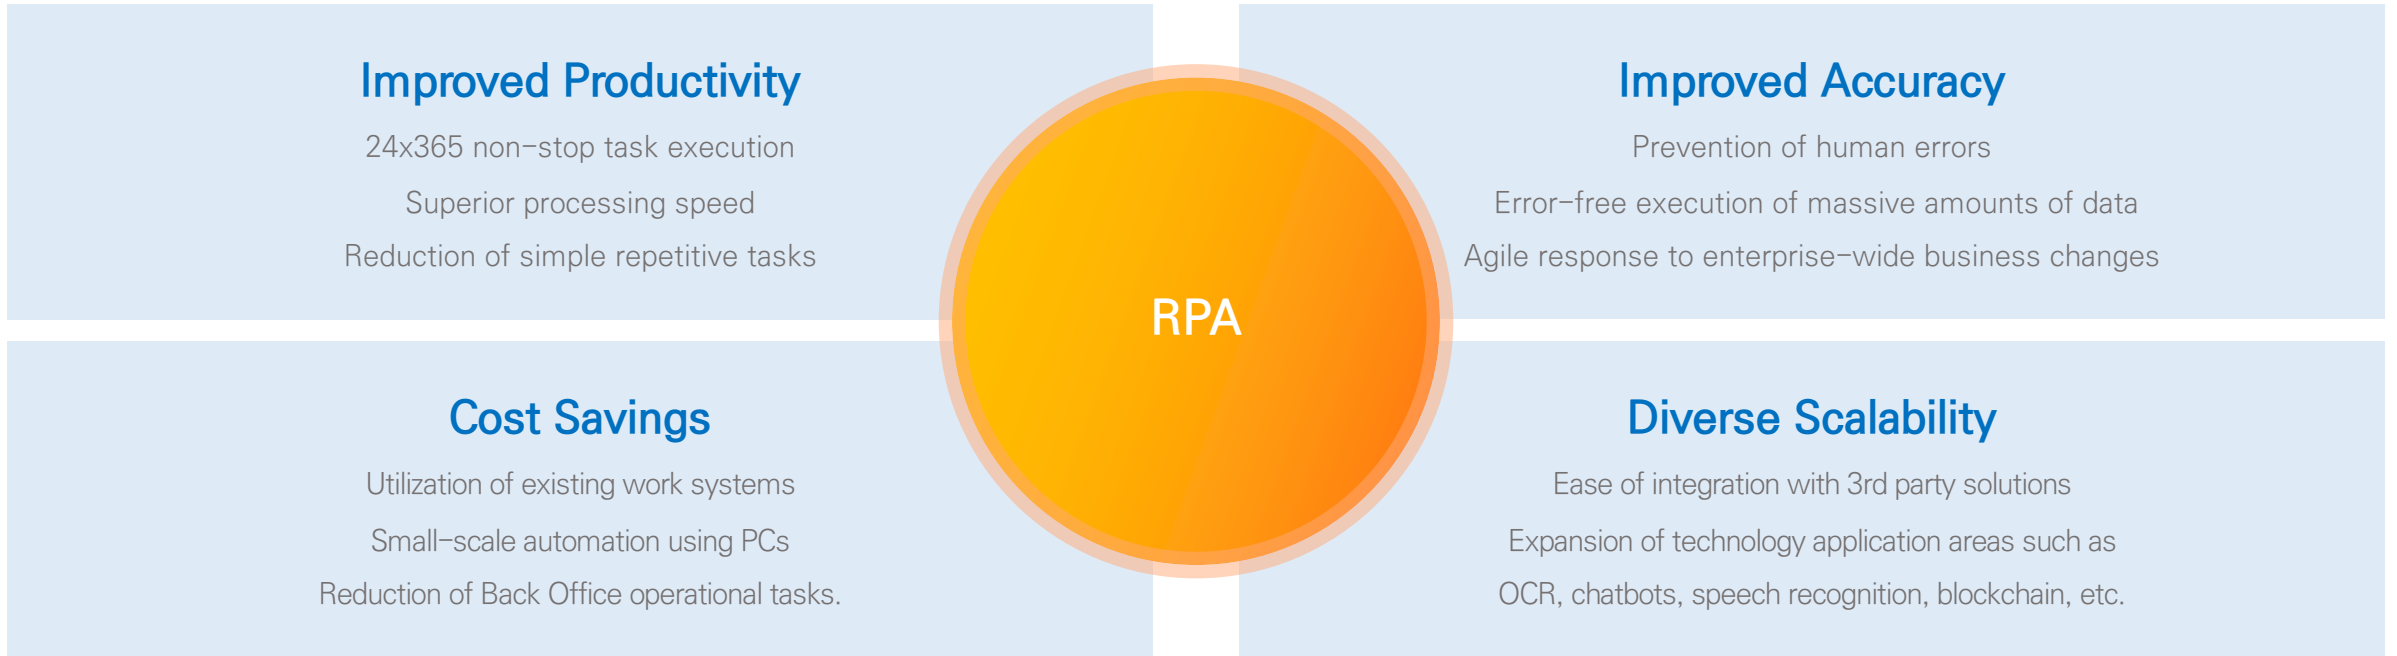 Improved Productivity
24x365 non-stop task execution
Superior processing speed
Reduction of simple repetitive tasks
Improved Accuracy
Prevention of human errors
Error-free execution of massive amounts of data
Agile response to enterprise-wide business changes
RPA
Cost Savings
Utilization of existing work systems
Small-scale automation using PCs
Reduction of Back Office operational tasks.
Diverse Scalability
Ease of integration with 3rd party solutions
Expansion of technology application areas such as
OCR, chatbots, speech recognition, blockchain, etc.